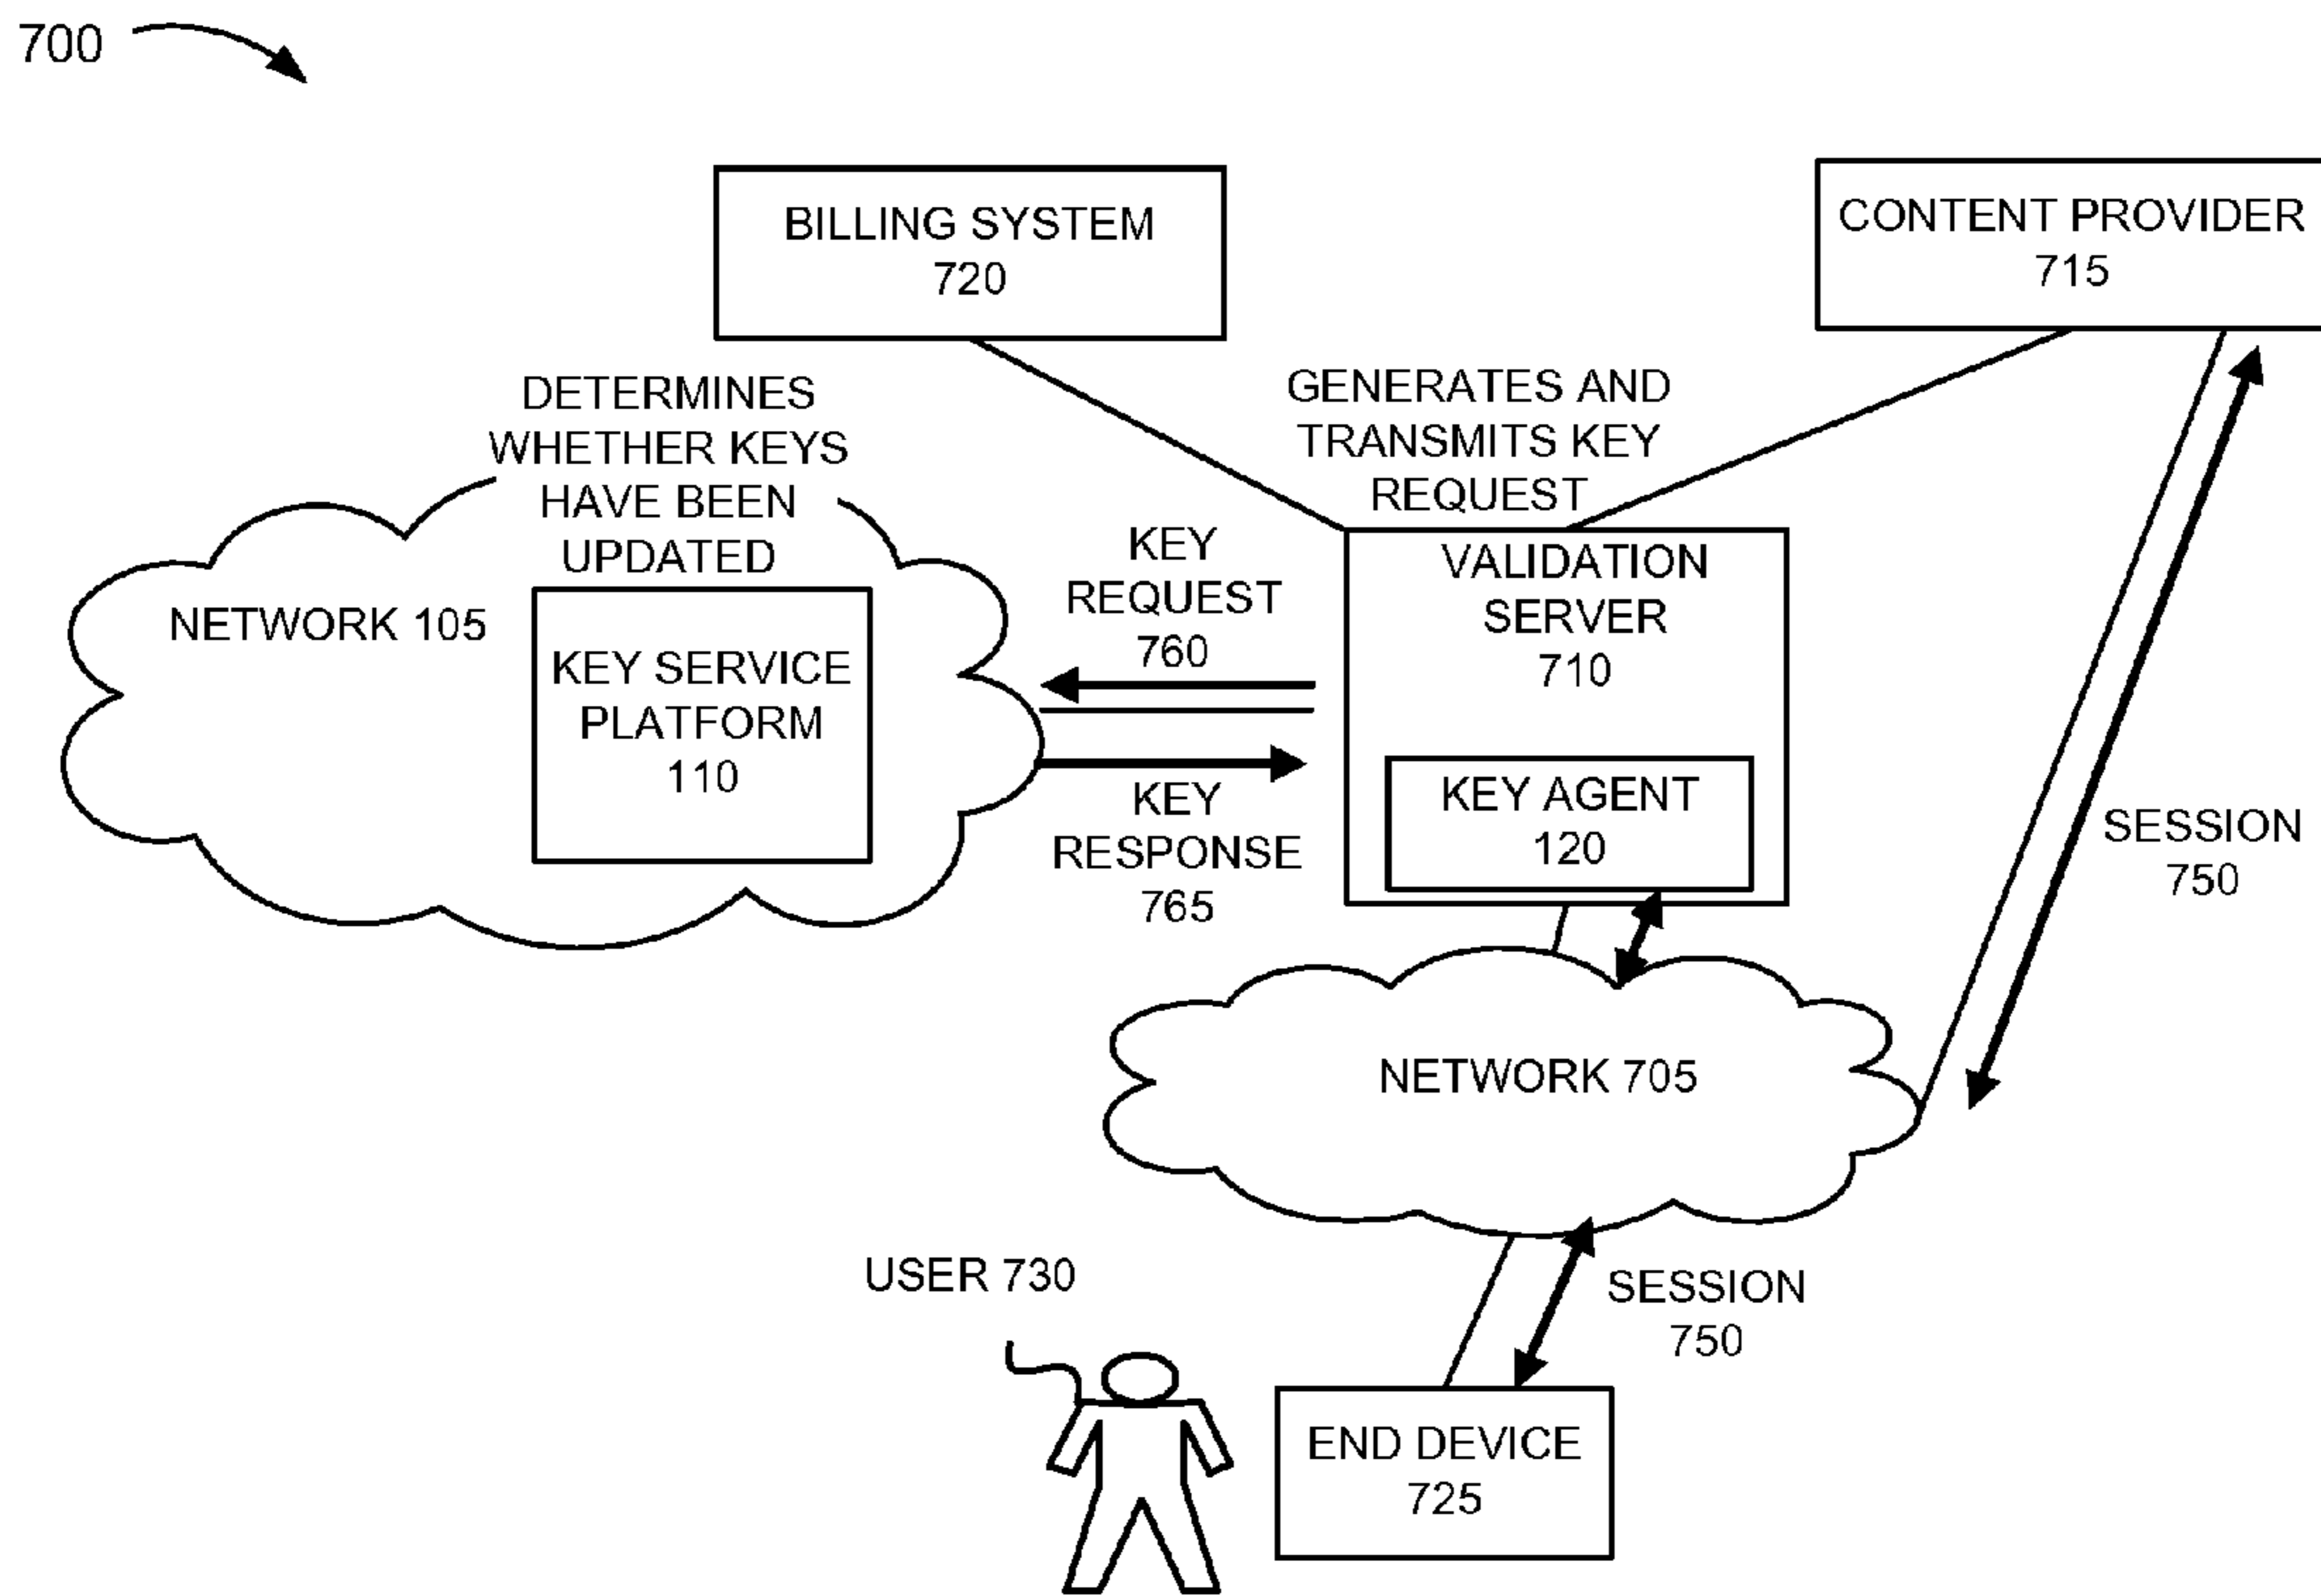 700
BILLING SYSTEM
720
CONTENT PROVIDER
715
DETERMINES
WHETHER KEYS
HAVE BEEN
UPDATED
GENERATES AND
TRANSMITS KEY
REQUEST
NETWORK 105
KEY SERVICE
PLATFORM
110
KEY
REQUEST
760
KEY
RESPONSE
765
VALIDATION
SERVER
710
KEY AGENT
120
SESSION
750
NETWORK 705
USER 730
SESSION
750
END DEVICE
725